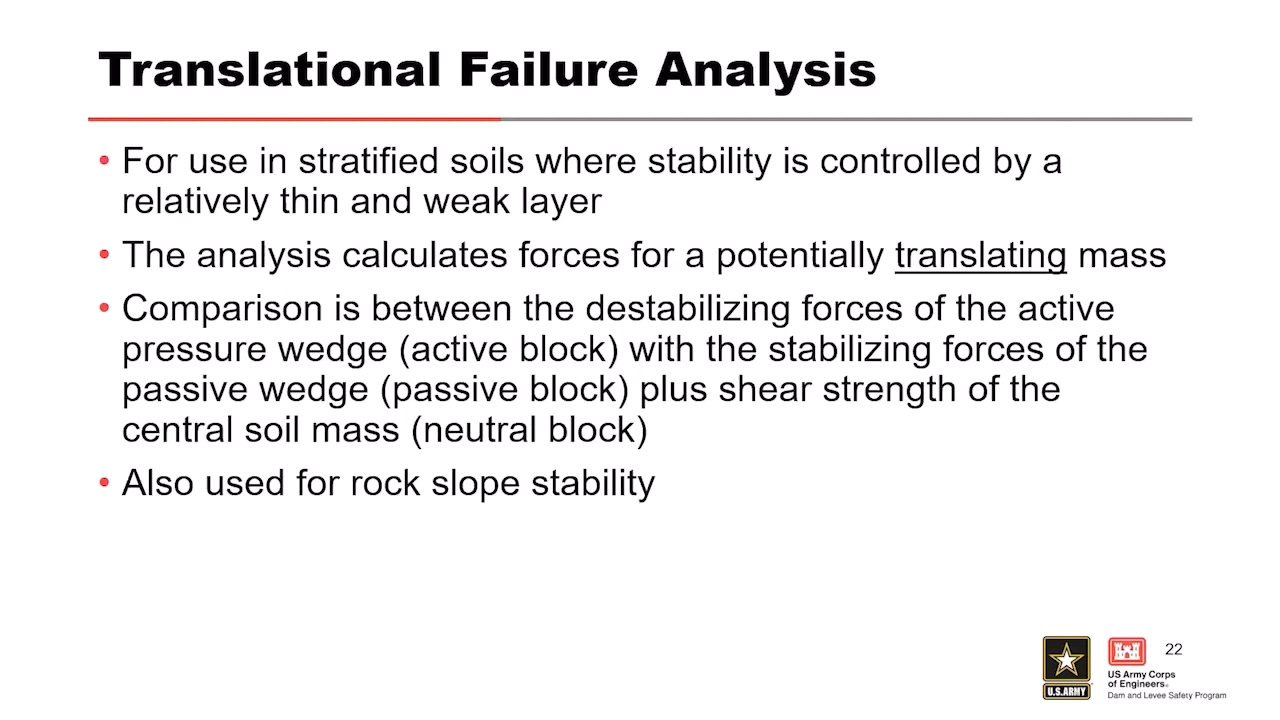 Translational Failure Analysis
• For use in stratified soils where stability is controlled by a
relatively thin and weak layer
• The analysis calculates forces for a potentially translating mass
• Comparison is between the destabilizing forces of the active
pressure wedge (active block) with the stabilizing forces of the
passive wedge (passive block) plus shear strength of the
central soil mass (neutral block)
• Also used for rock slope stability
22
U.S.ARMY
US Army Corps
of Engineers®
Dam and Levee Safety Program